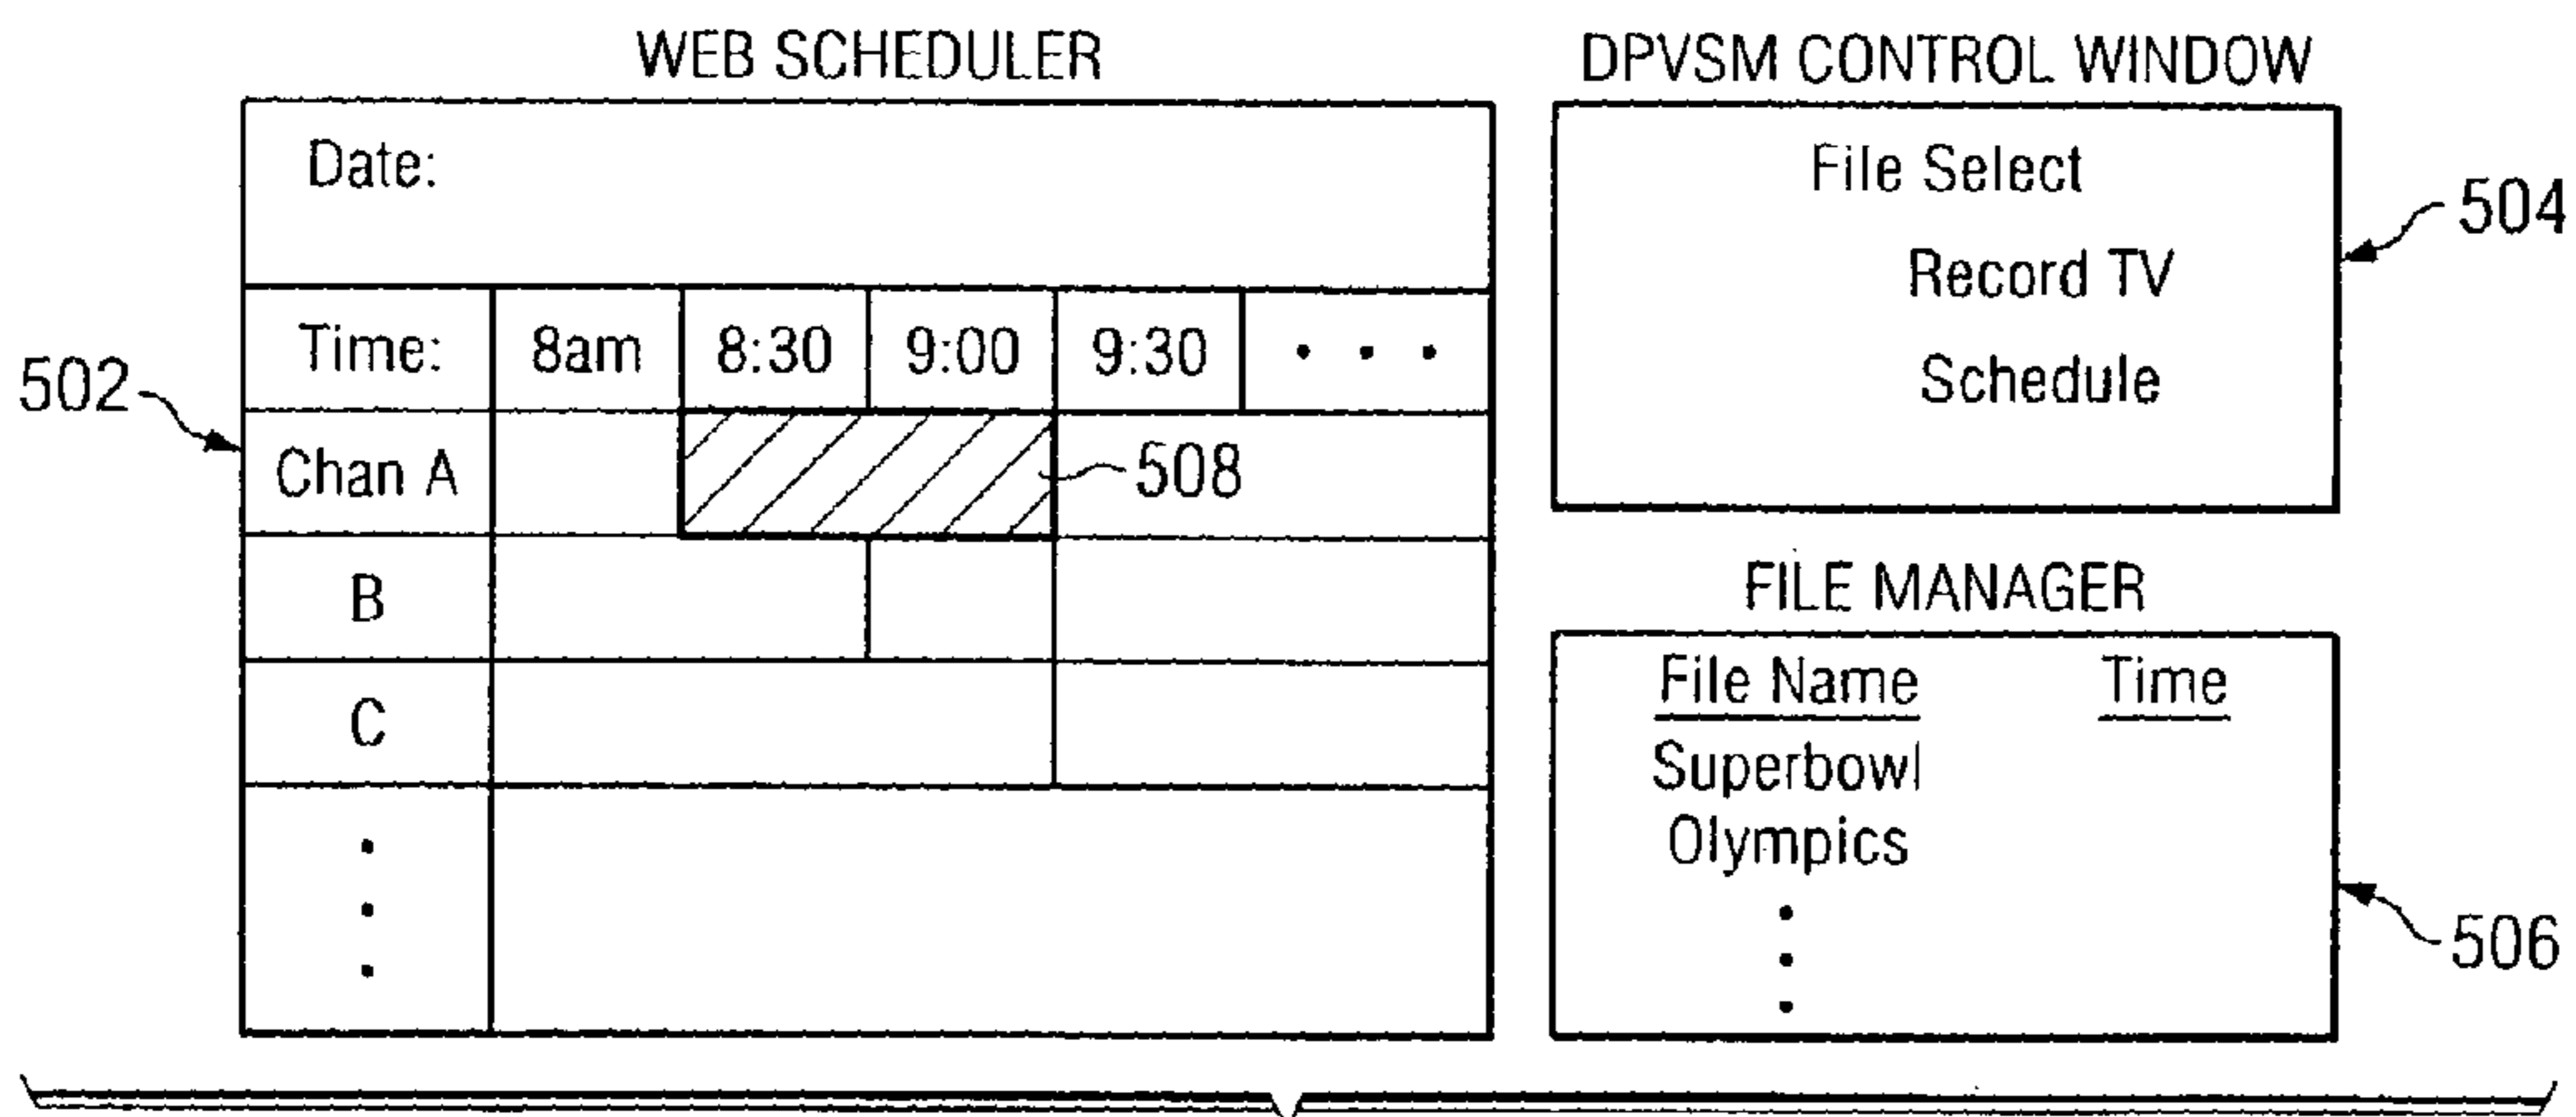 WEB SCHEDULER
Date:
Time: 8am 8:30 9:00 9:30 . . .
502
Chan A 508
B
C
DPVSM CONTROL WINDOW
File Select
Record TV
Schedule
504
FILE MANAGER
File Name Time
Superbowl
Olympics
506